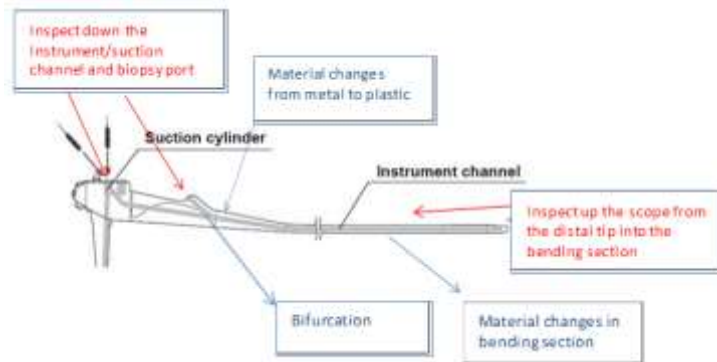 Inspect down the
Instrument/suction
channel and biopsy port
Material changes
from metal to plastic
Suction cylinder
Instrument channel
Inspect up the scope from
the distal tip into the
bending section
Bifurcation
Material changes in
bending section